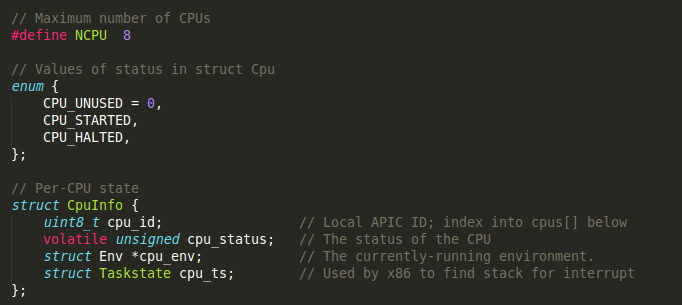 // Maximum number of CPUs
#define NCPU  8

// Values of status in struct Cpu
enum {
    CPU_UNUSED = 0,
    CPU_STARTED,
    CPU_HALTED,
};

// Per-CPU state
struct CpuInfo {
    uint8_t cpu_id;                 // Local APIC ID; index into cpus[] below
    volatile unsigned cpu_status;   // The status of the CPU
    struct Env *cpu_env;            // The currently-running environment.
    struct Taskstate cpu_ts;        // Used by x86 to find stack for interrupt
};